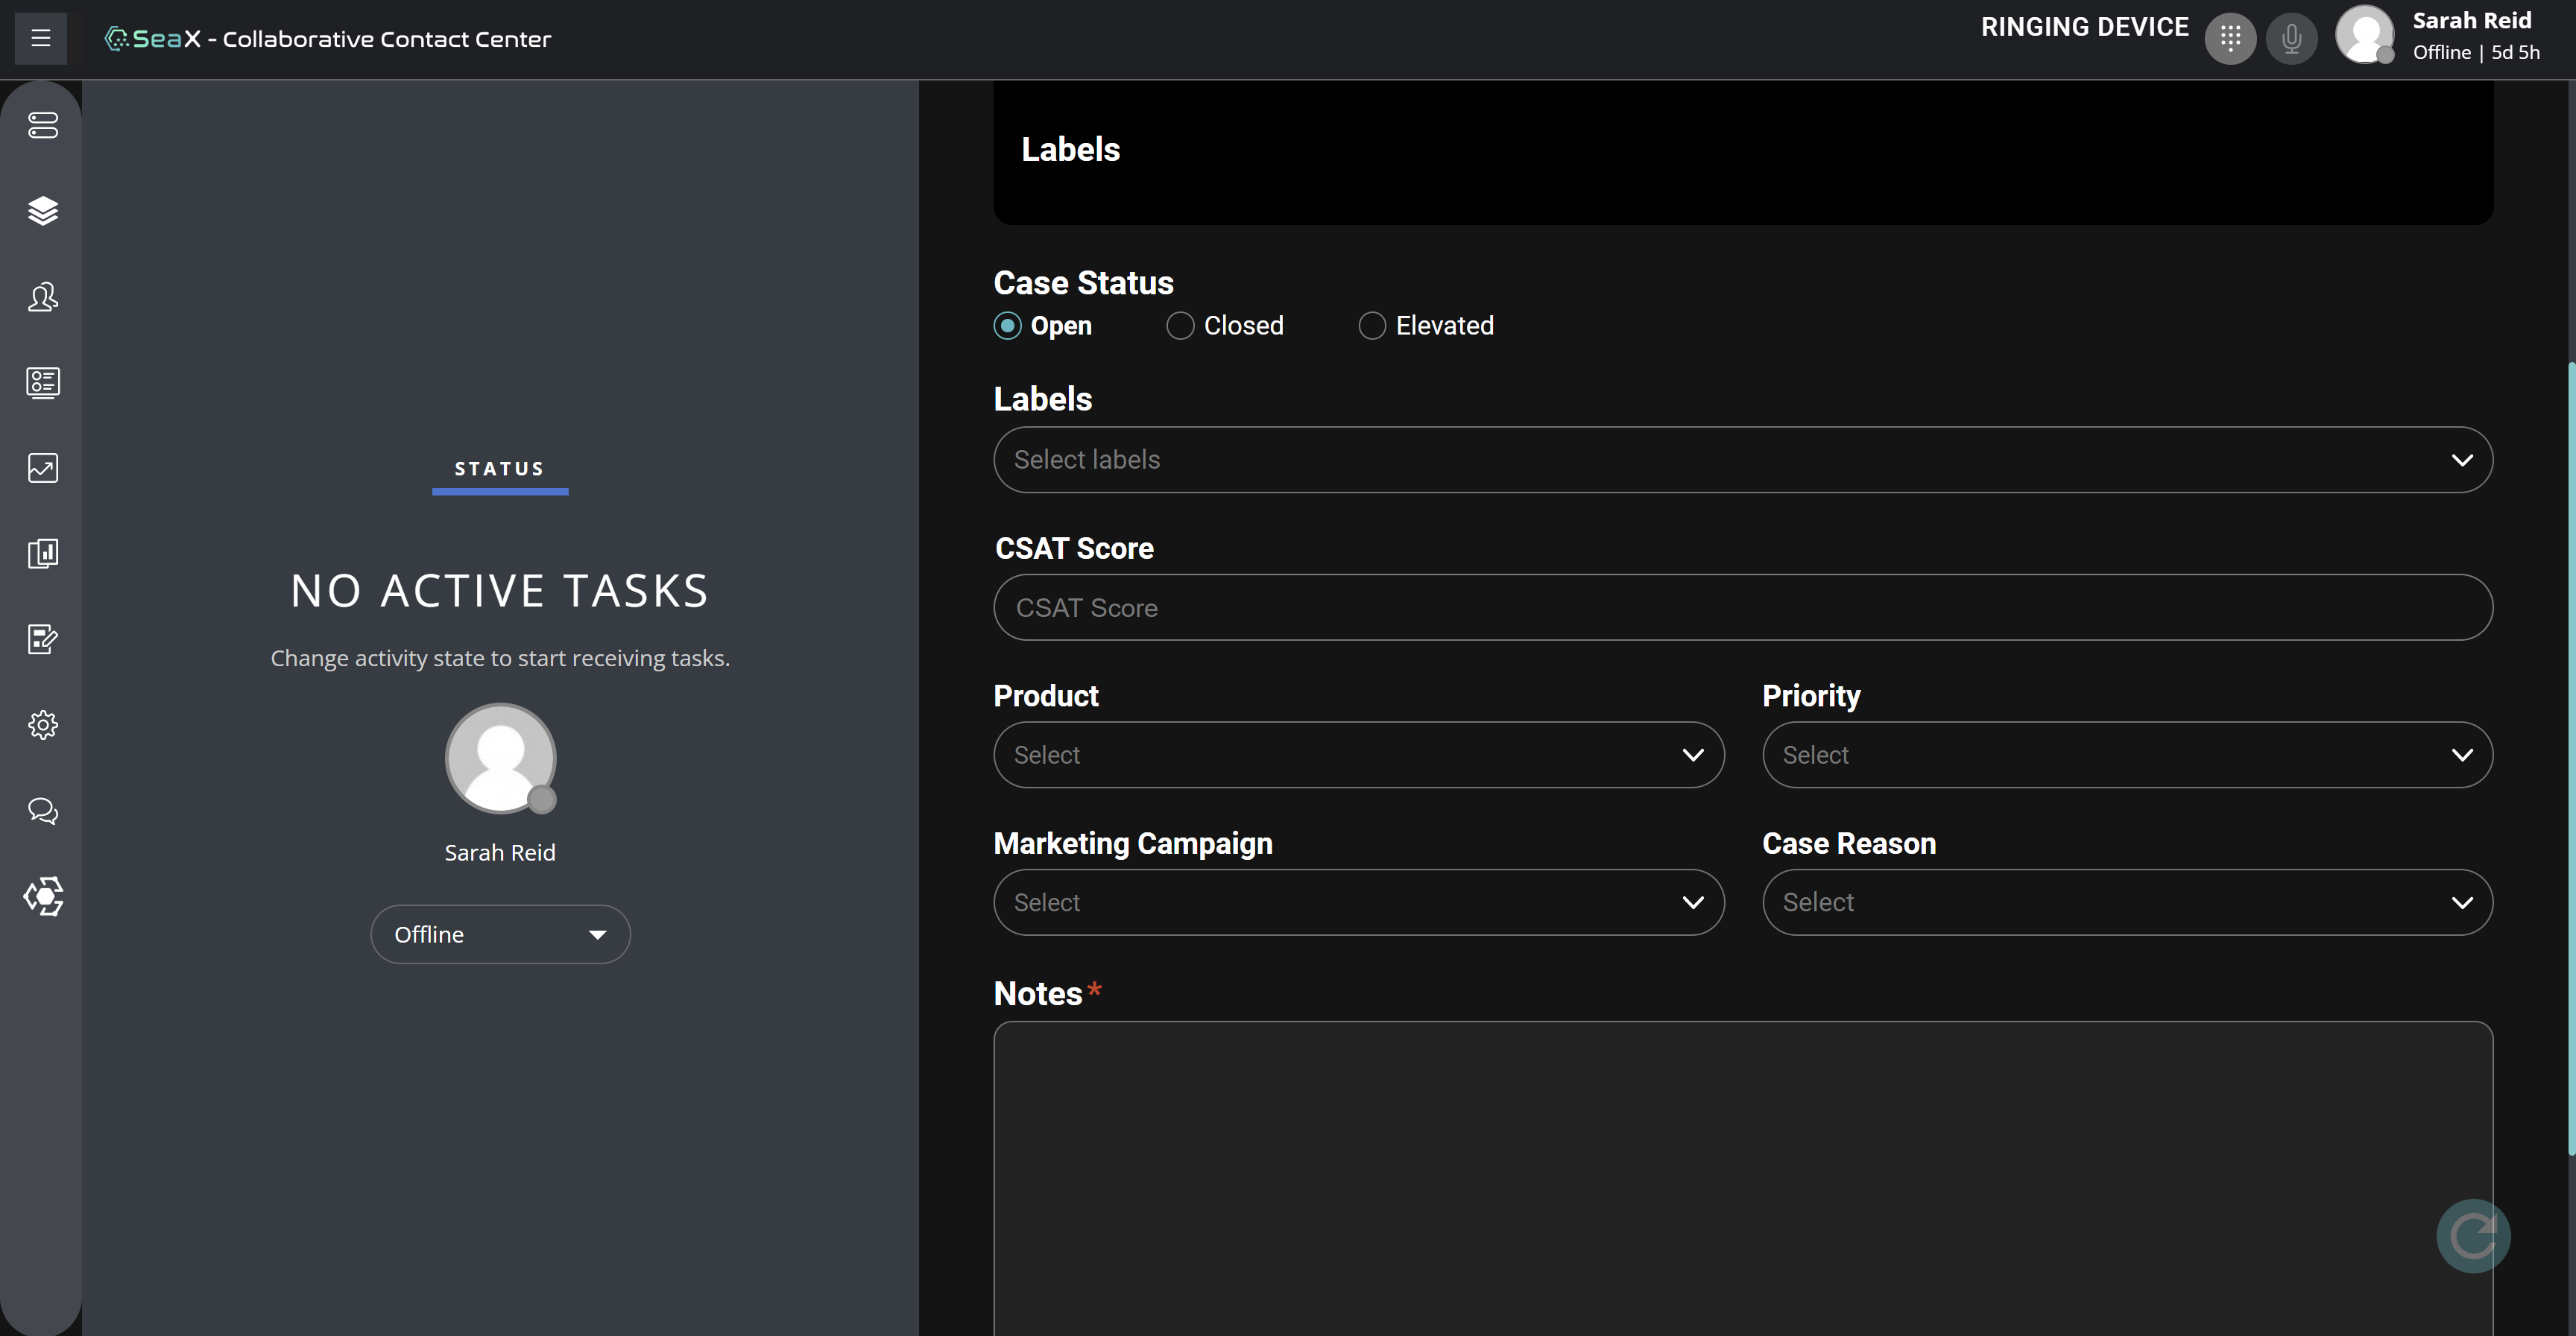 SeaX - Collaborative Contact Center
RINGING DEVICE
Sarah Reid
Offline | 5d 5h
STATUS
NO ACTIVE TASKS
Change activity state to start receiving tasks.
Sarah Reid
Offline
Labels
Case Status
Open
Closed
Elevated
Labels
Select labels
CSAT Score
CSAT Score
Product
Priority
Select
Select
Marketing Campaign
Case Reason
Select
Select
Notes*